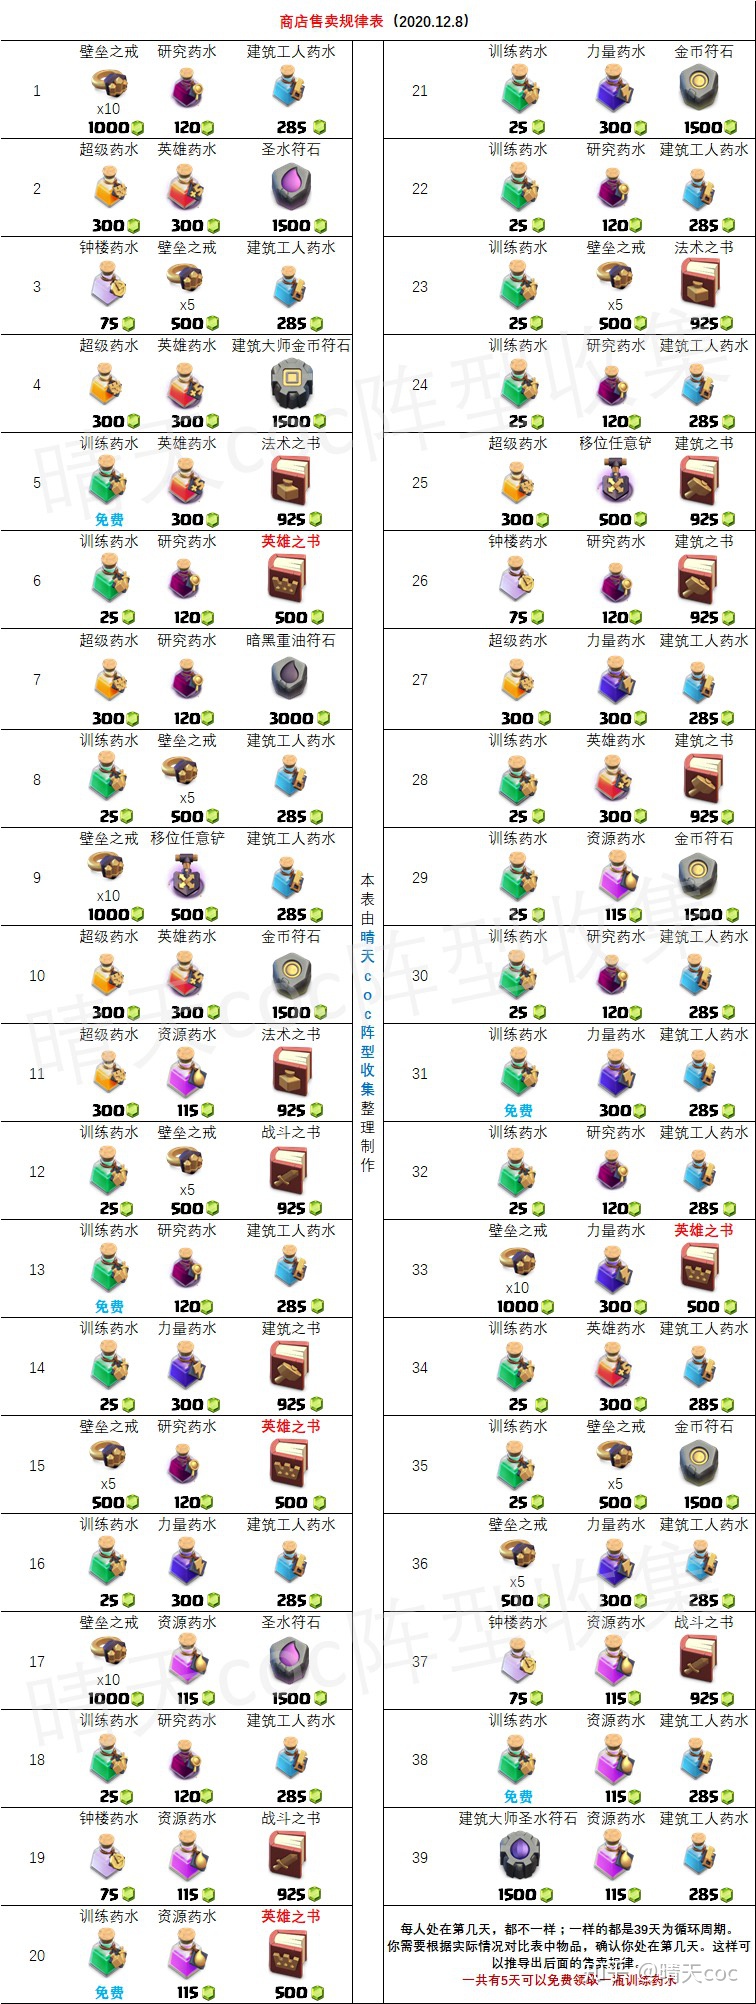 商店售卖规律表（2020.12.8）
1
壁垒之戒 研究药水 建筑工人药水
x10
1000 120 285
2
超级药水 英雄药水 圣水符石
300 300 1500
3
钟楼药水 壁垒之戒 建筑工人药水
x5
75 500 285
4
超级药水 英雄药水 建筑大师金币符石
300 300 1500
5
训练药水 英雄药水 法术之书
免费 300 925
6
训练药水 研究药水 英雄之书
25 120 500
7
超级药水 研究药水 暗黑重油符石
300 120 3000
8
训练药水 壁垒之戒 建筑工人药水
x5
25 500 285
9
壁垒之戒 移位任意铲 建筑工人药水
x10
1000 500 285
10
超级药水 英雄药水 金币符石
300 300 1500
11
超级药水 资源药水 法术之书
300 115 925
12
训练药水 壁垒之戒 战斗之书
x5
25 500 925
13
训练药水 研究药水 建筑工人药水
免费 120 285
14
训练药水 力量药水 建筑之书
25 300 925
15
壁垒之戒 研究药水 英雄之书
x5
500 120 500
16
训练药水 力量药水 建筑工人药水
25 300 285
17
壁垒之戒 资源药水 圣水符石
x10
1000 115 1500
18
训练药水 研究药水 建筑工人药水
25 120 285
19
钟楼药水 资源药水 战斗之书
75 115 925
20
训练药水 资源药水 英雄之书
免费 115 500
本表由晴天coc阵型收集整理制作
21
训练药水 力量药水 金币符石
25 300 1500
22
训练药水 研究药水 建筑工人药水
25 120 285
23
训练药水 壁垒之戒 法术之书
x5
25 500 925
24
训练药水 研究药水 建筑工人药水
25 120 285
25
超级药水 移位任意铲 建筑之书
300 500 925
26
钟楼药水 研究药水 建筑之书
75 120 925
27
超级药水 力量药水 建筑工人药水
300 300 285
28
训练药水 英雄药水 建筑之书
25 300 925
29
训练药水 资源药水 金币符石
25 115 1500
30
训练药水 研究药水 建筑工人药水
25 120 285
31
训练药水 力量药水 建筑工人药水
免费 300 285
32
训练药水 研究药水 建筑工人药水
25 120 285
33
壁垒之戒 力量药水 英雄之书
x10
1000 300 500
34
训练药水 英雄药水 建筑工人药水
25 300 285
35
训练药水 壁垒之戒 金币符石
x5
25 500 1500
36
壁垒之戒 力量药水 建筑工人药水
x5
500 300 285
37
钟楼药水 资源药水 战斗之书
75 115 925
38
训练药水 资源药水 建筑工人药水
免费 115 285
39
建筑大师圣水符石 资源药水 建筑工人药水
1500 115 285
每人处在第几天，都不一样；一样的都是39天为循环周期。
你需要根据实际情况对比表中物品，确认你处在第几天。这样可
以推导出后面的售卖规律。
一共有5天可以免费领取一瓶训练药水
知乎 @晴天coc
晴天coc阵型收集
晴天coc阵型收集
晴天coc阵型收集